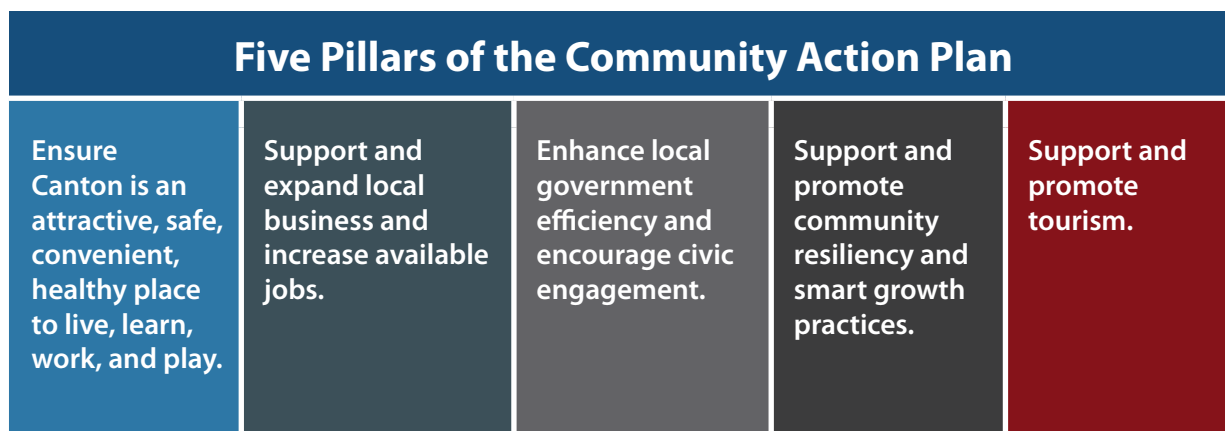 Five Pillars of the Community Action Plan
Ensure
Canton is an
attractive, safe,
convenient,
healthy place
to live, learn,
work, and play.
Support and
expand local
business and
increase available
jobs.
Enhance local
government
efficiency and
encourage civic
engagement.
Support and
promote
community
resiliency and
smart growth
practices.
Support and
promote
tourism.